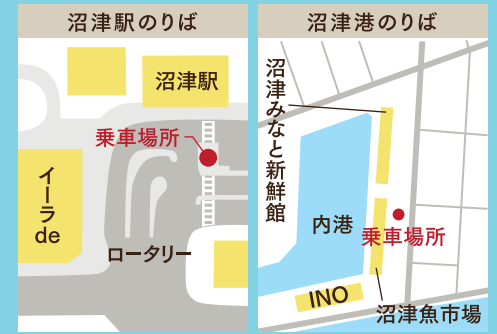 沼津駅のりば
沼津駅
乗車場所
イーラde
ロータリー
沼津港のりば
沼津みなと新鮮館
内港
乗車場所
INO
沼津魚市場